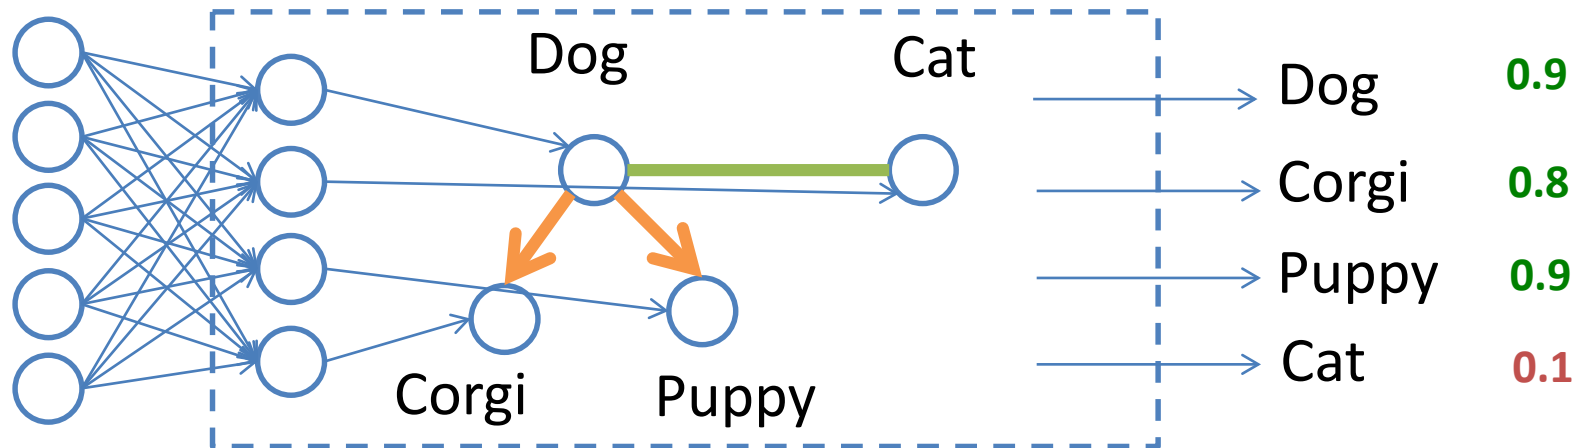 Dog
Cat
Corgi
Puppy
Dog 0.9
Corgi 0.8
Puppy 0.9
Cat 0.1